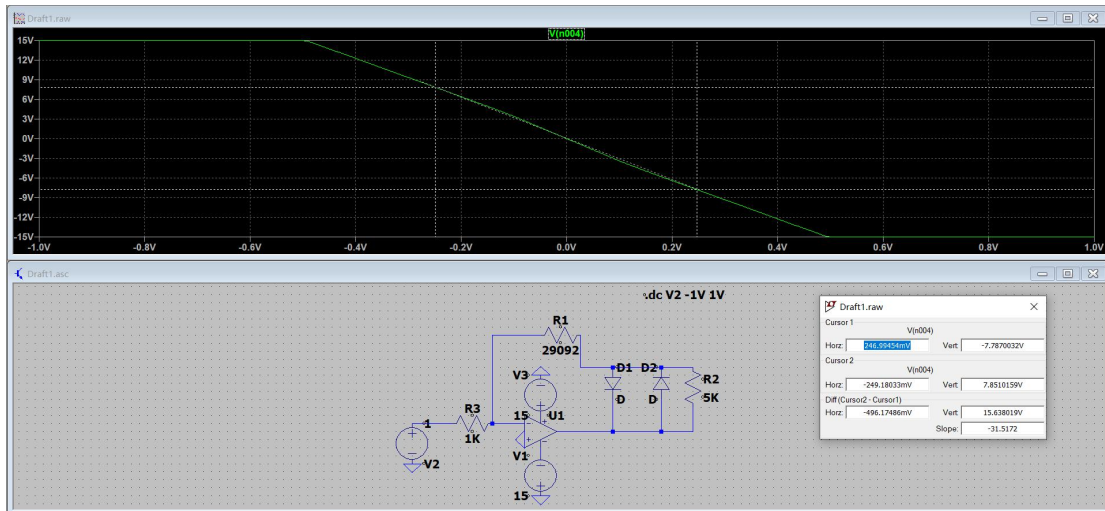 Draft1.raw
V(n004)
15V
12V
9V
6V
3V
0V
-3V
-6V
-9V
-12V
-15V
-1.0V -0.8V -0.6V -0.4V -0.2V 0.0V 0.2V 0.4V 0.6V 0.8V 1.0V
Draft1.asc
.dc V2 -1V 1V
R1
29092
D1 D2
D D
R2
5K
V3
15
U1
R3
1K
1
V2
V1
15
Draft1.raw
Cursor 1
V(n004)
Horz: 246.99454mV Vert: -7.7870032V
Cursor 2
V(n004)
Horz: -249.18033mV Vert: 7.8510159V
Diff (Cursor2 - Cursor1)
Horz: -496.17486mV Vert: 15.638019V
Slope: -31.5172